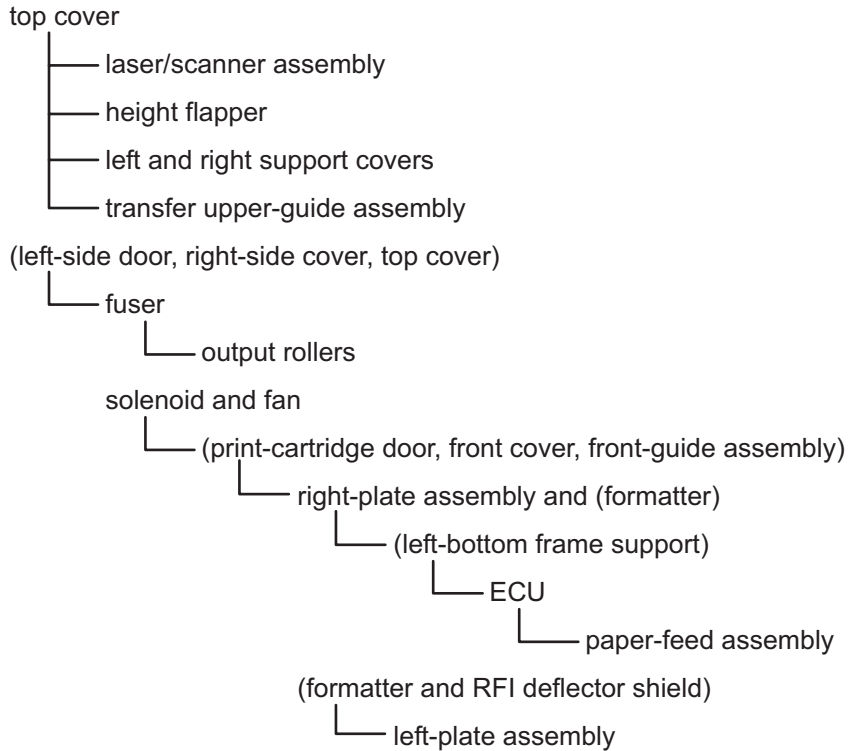 top cover
laser/scanner assembly
height flapper
left and right support covers
transfer upper-guide assembly
(left-side door, right-side cover, top cover)
fuser
output rollers
solenoid and fan
(print-cartridge door, front cover, front-guide assembly)
right-plate assembly and (formatter)
(left-bottom frame support)
ECU
paper-feed assembly
(formatter and RFI deflector shield)
left-plate assembly